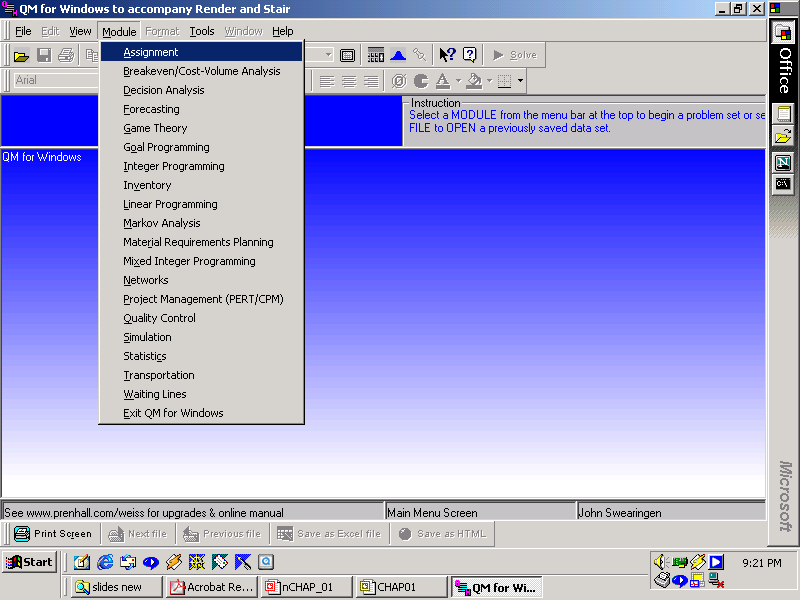 QM for Windows to accompany Render and Stair
File Edit View Module Format Tools Window Help
Solve
Arial
Assignment
Breakeven/Cost-Volume Analysis
Decision Analysis
Forecasting
Game Theory
Goal Programming
Integer Programming
Inventory
Linear Programming
Markov Analysis
Material Requirements Planning
Mixed Integer Programming
Networks
Project Management (PERT/CPM)
Quality Control
Simulation
Statistics
Transportation
Waiting Lines
Exit QM for Windows
Instruction
Select a MODULE from the menu bar at the top to begin a problem set or se
FILE to OPEN a previously saved data set.
QM for Windows
Office
Microsoft
See www.prenhall.com/weiss for upgrades & online manual
Main Menu Screen
John Swearingen
Print Screen Next file Previous file Save as Excel file Save as HTML
Start
9:21 PM
slides new Acrobat Re... nCHAP_01 CHAP01 QM for Wi...